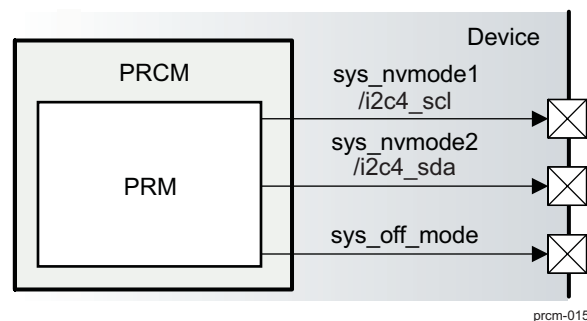 Device
PRCM
sys_nvmode1
/i2c4_scl
sys_nvmode2
/i2c4_sda
PRM
sys_off_mode
prcm-015